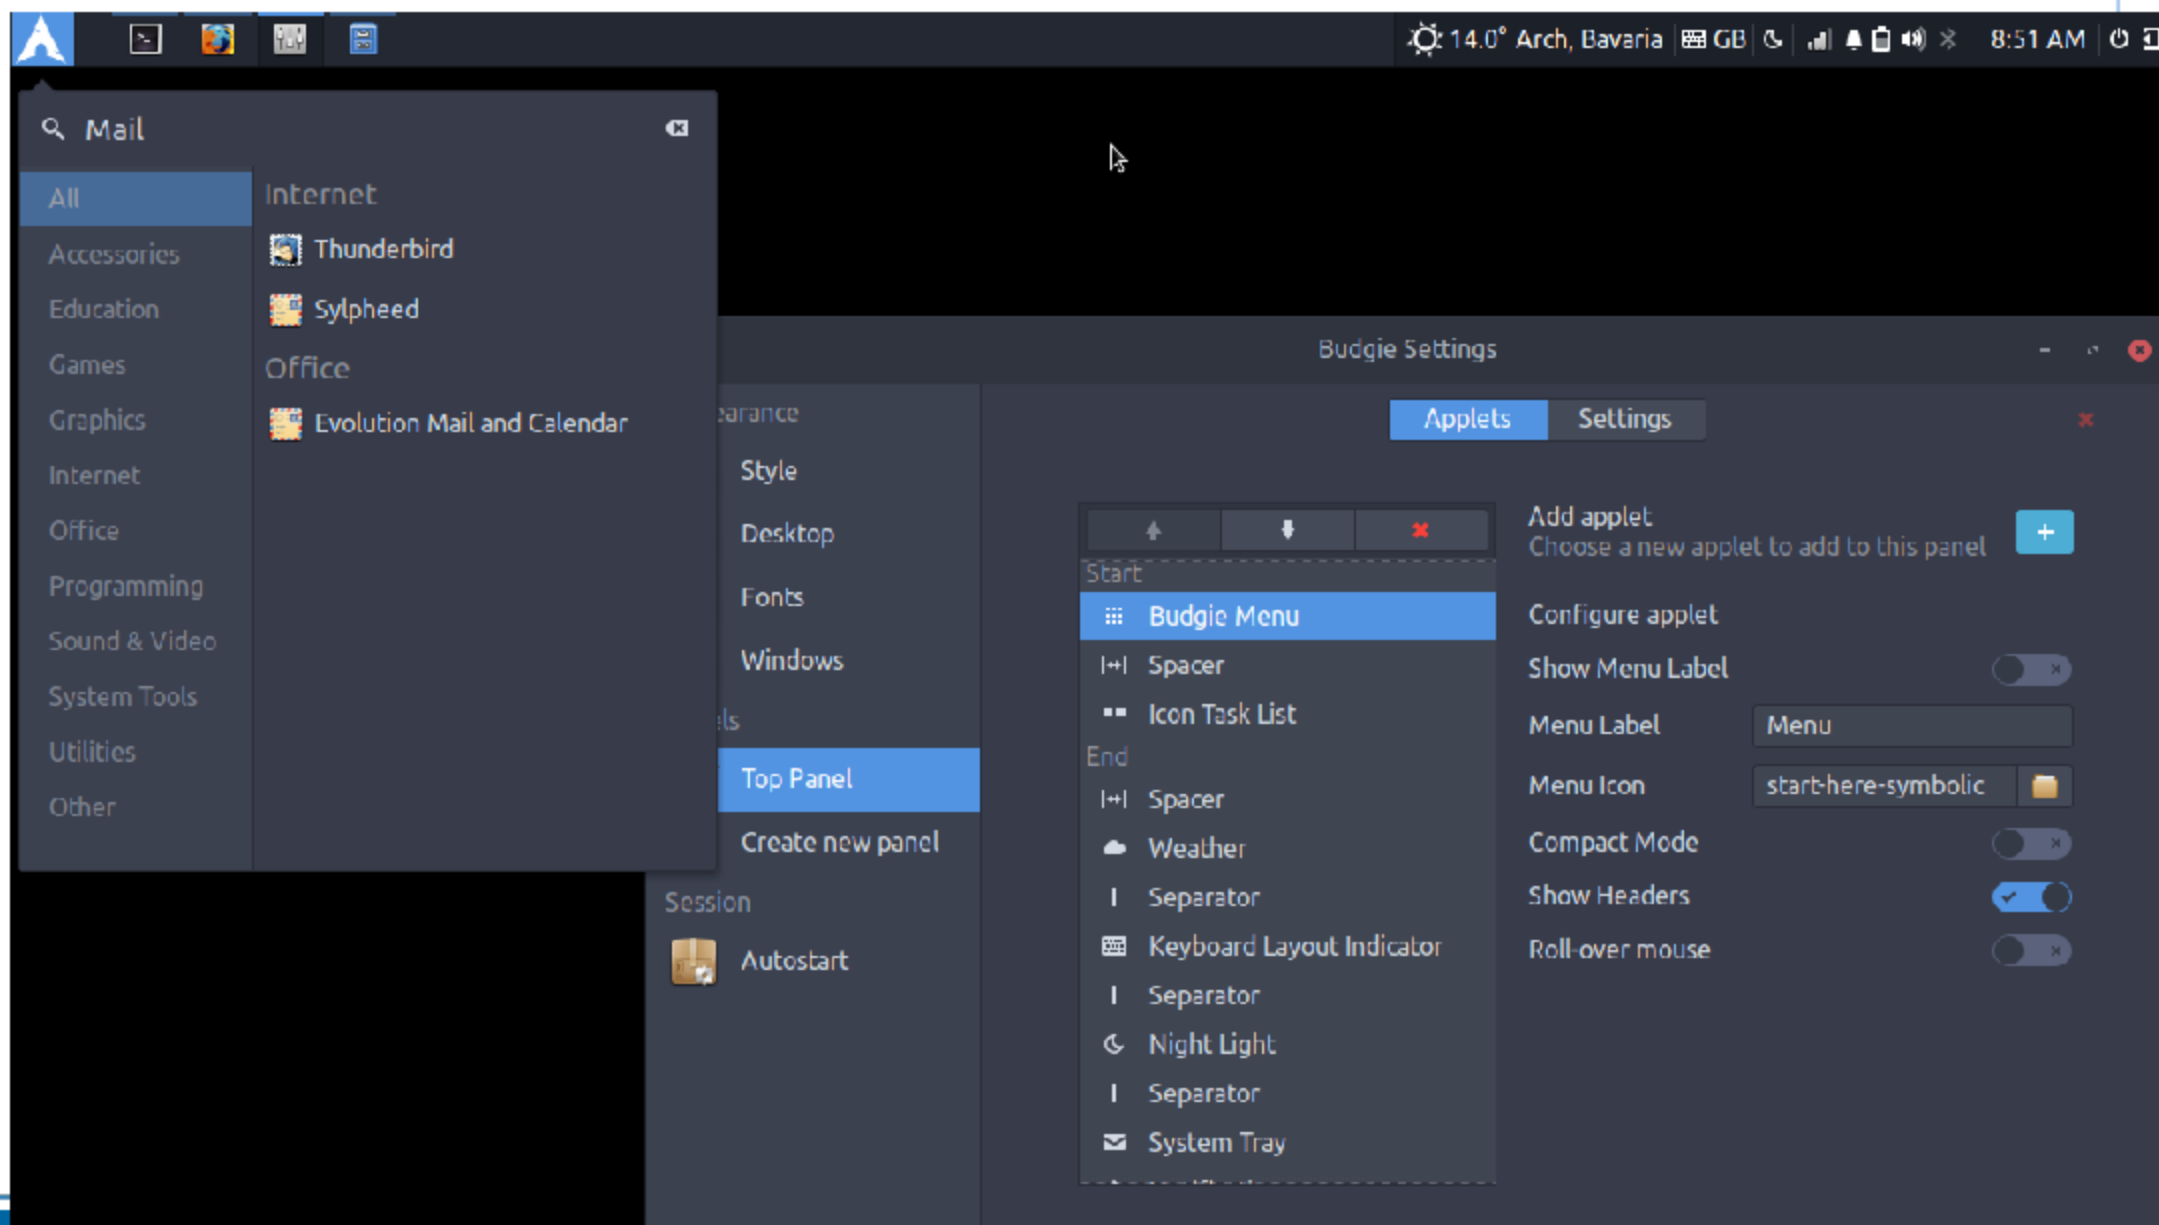 14.0° Arch, Bavaria GB 8:51 AM
Mail
All
Accessories
Education
Games
Graphics
Internet
Office
Programming
Sound & Video
System Tools
Utilities
Other
Internet
Thunderbird
Sylpheed
Office
Evolution Mail and Calendar
Budgie Settings
earance
Style
Desktop
Fonts
Windows
els
Top Panel
Create new panel
Session
Autostart
Applets Settings
Start
Budgie Menu
Spacer
Icon Task List
End
Spacer
Weather
Separator
Keyboard Layout Indicator
Separator
Night Light
Separator
System Tray
Add applet
Choose a new applet to add to this panel
Configure applet
Show Menu Label
Menu Label Menu
Menu Icon start-here-symbolic
Compact Mode
Show Headers
Roll-over mouse